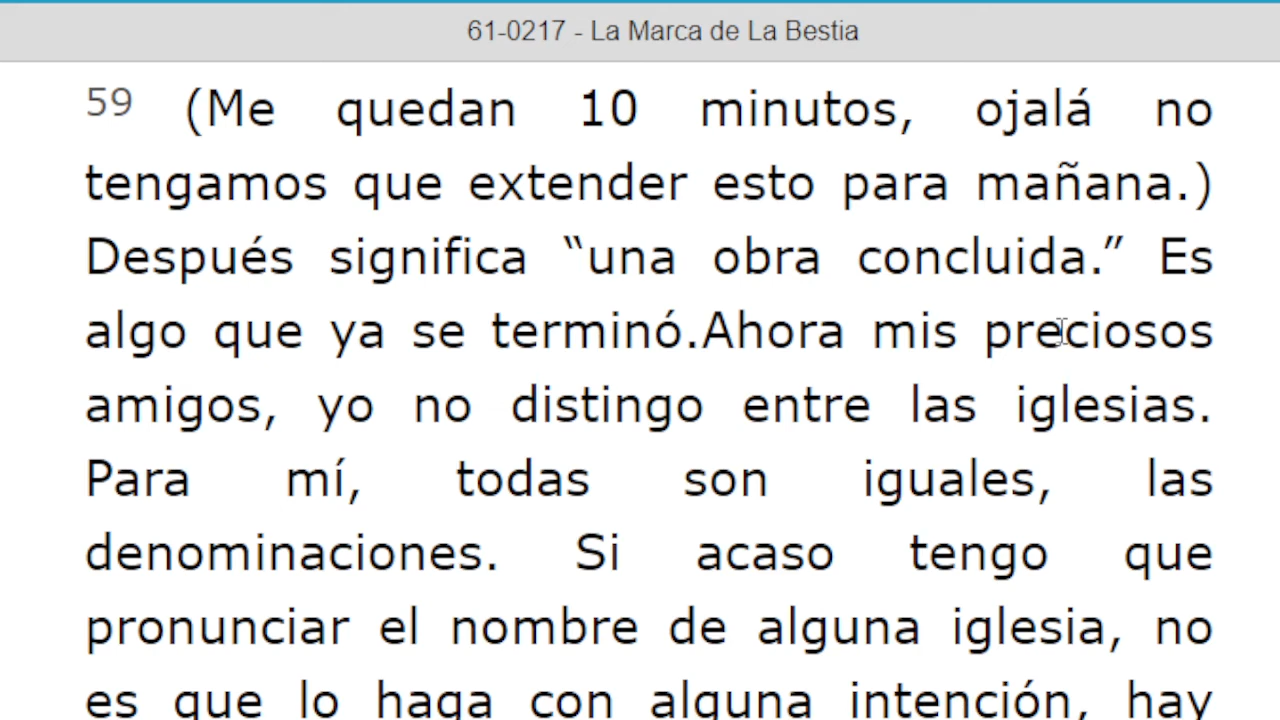 61-0217 - La Marca de La Bestia
59 (Me quedan 10 minutos, ojalá no
tengamos que extender esto para mañana.)
Después significa “una obra concluida.” Es
algo que ya se terminó.Ahora mis preciosos
amigos, yo no distingo entre las iglesias.
Para mí, todas son iguales, las
denominaciones. Si acaso tengo que
pronunciar el nombre de alguna iglesia, no
es que lo haga con alguna intención, hay